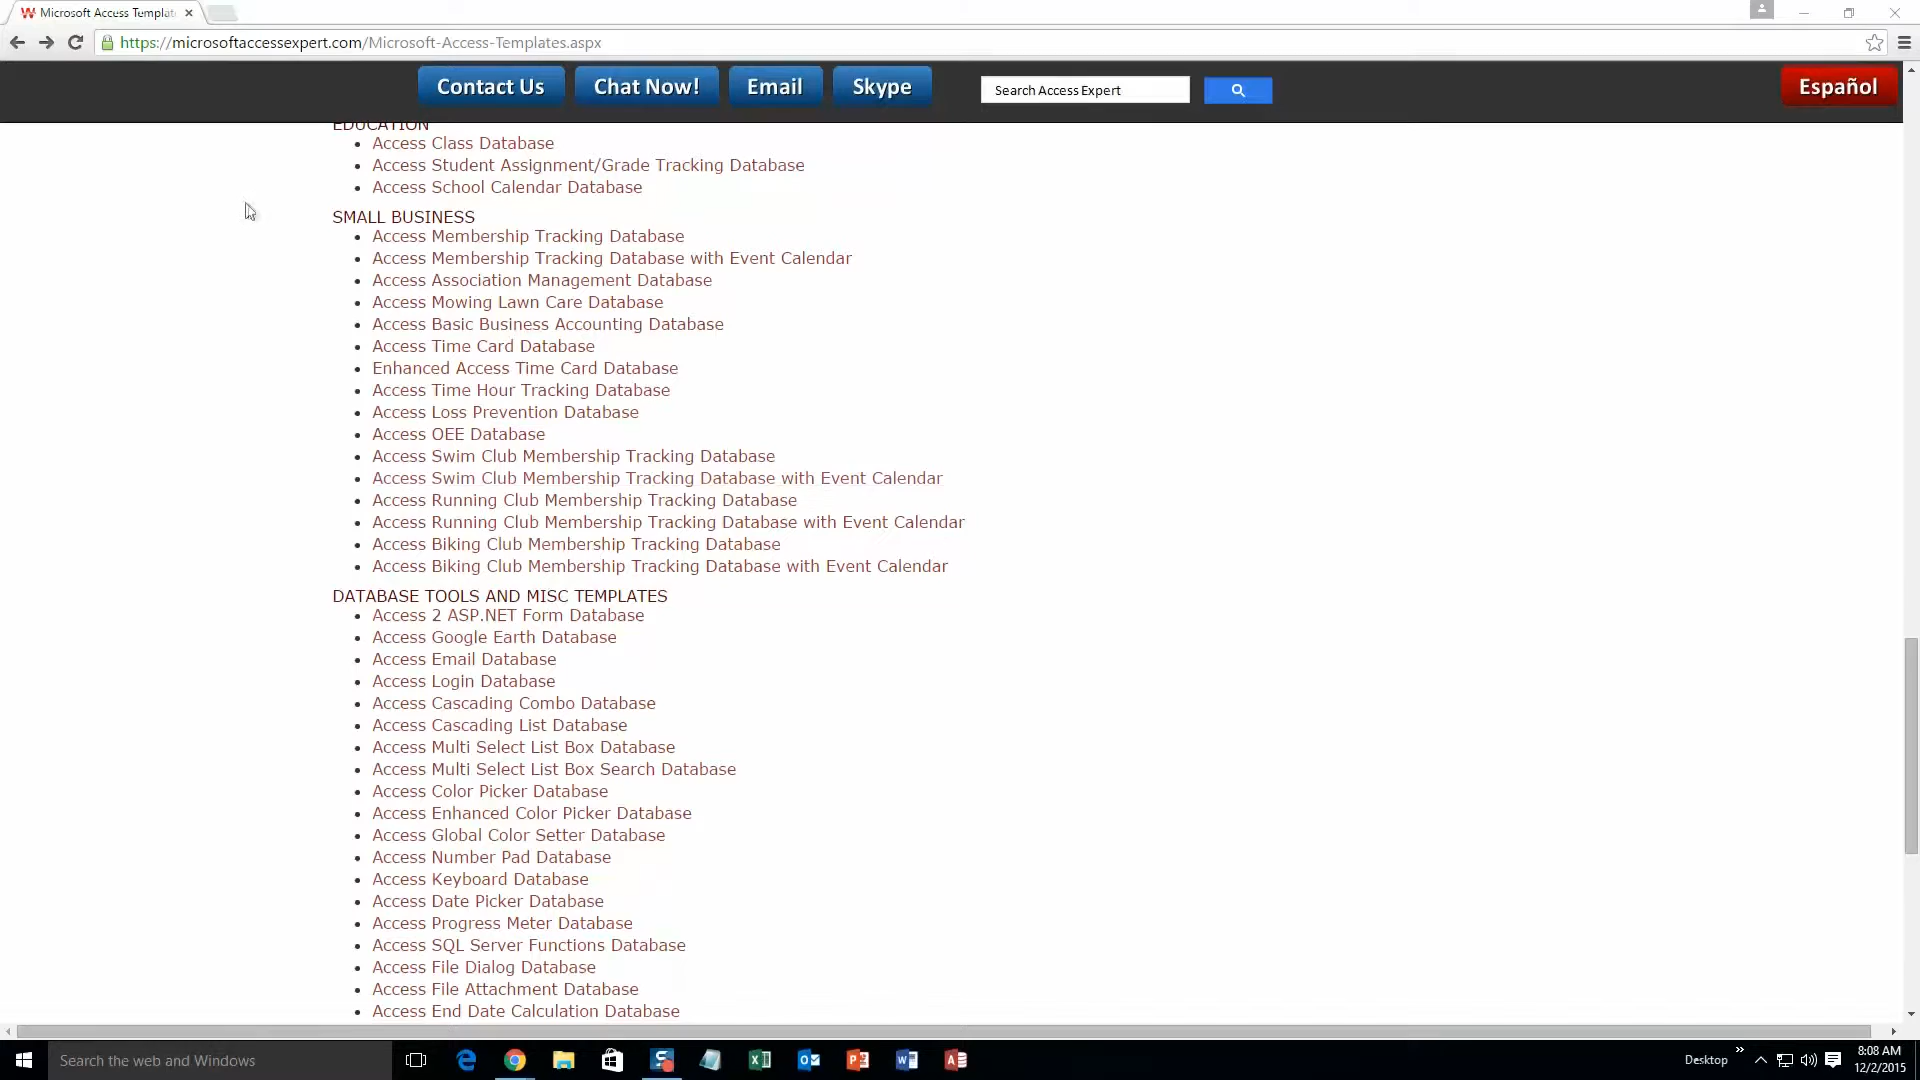 Microsoft Access Templat
https://microsoftaccessexpert.com/Microsoft-Access-Templates.aspx
Contact Us
Chat Now!
Email
Skype
Search Access Expert
Español
EDUCATION
Access Class Database
Access Student Assignment/Grade Tracking Database
Access School Calendar Database
SMALL BUSINESS
Access Membership Tracking Database
Access Membership Tracking Database with Event Calendar
Access Association Management Database
Access Mowing Lawn Care Database
Access Basic Business Accounting Database
Access Time Card Database
Enhanced Access Time Card Database
Access Time Hour Tracking Database
Access Loss Prevention Database
Access OEE Database
Access Swim Club Membership Tracking Database
Access Swim Club Membership Tracking Database with Event Calendar
Access Running Club Membership Tracking Database
Access Running Club Membership Tracking Database with Event Calendar
Access Biking Club Membership Tracking Database
Access Biking Club Membership Tracking Database with Event Calendar
DATABASE TOOLS AND MISC TEMPLATES
Access 2 ASP.NET Form Database
Access Google Earth Database
Access Email Database
Access Login Database
Access Cascading Combo Database
Access Cascading List Database
Access Multi Select List Box Database
Access Multi Select List Box Search Database
Access Color Picker Database
Access Enhanced Color Picker Database
Access Global Color Setter Database
Access Number Pad Database
Access Keyboard Database
Access Date Picker Database
Access Progress Meter Database
Access SQL Server Functions Database
Access File Dialog Database
Access File Attachment Database
Access End Date Calculation Database
Search the web and Windows
Desktop
8:08 AM
12/2/2015